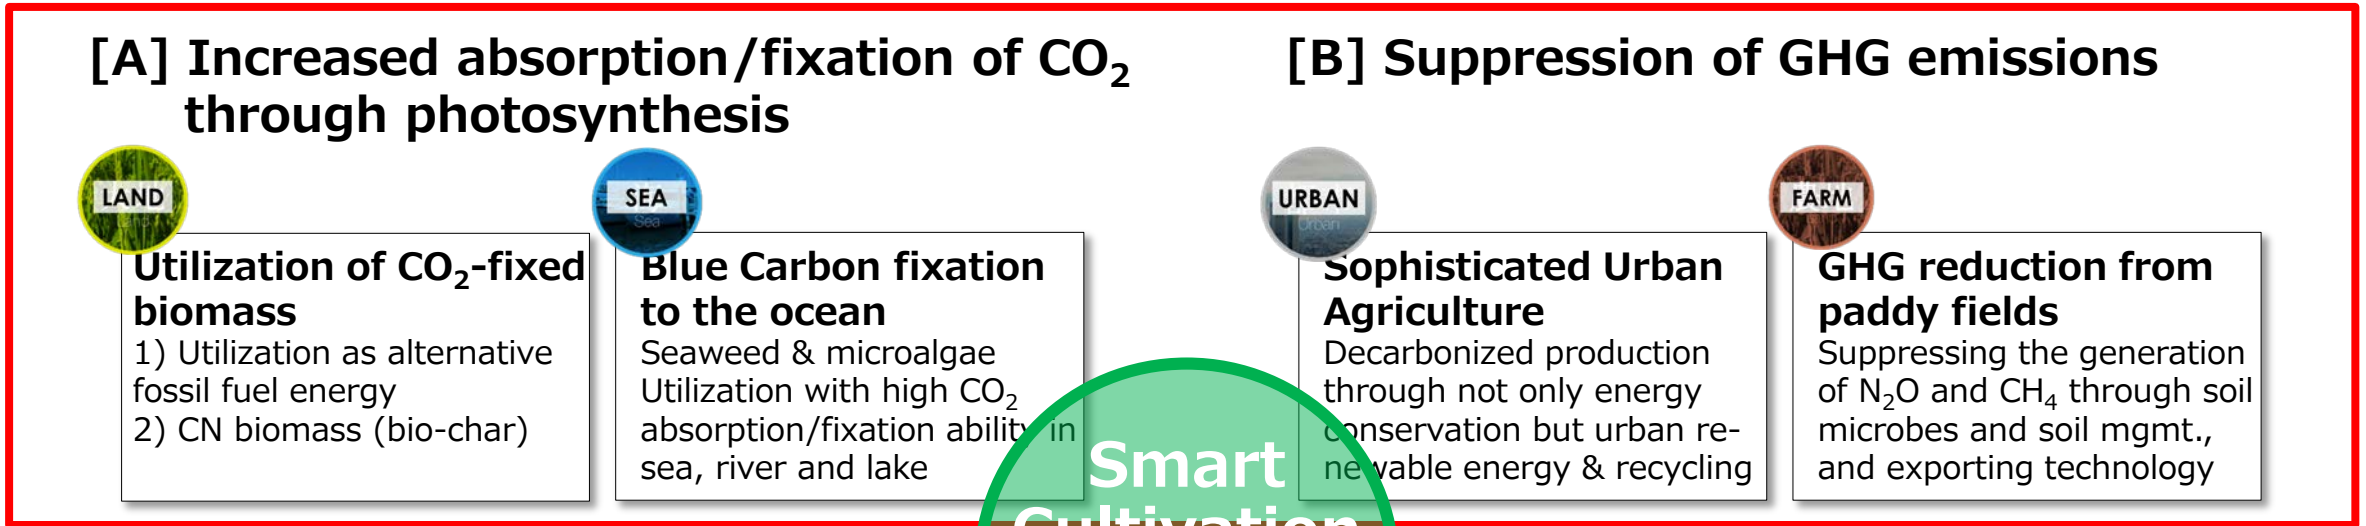 [A] Increased absorption/fixation of CO₂
through photosynthesis
[B] Suppression of GHG emissions
LAND
Land
Utilization of CO₂-fixed
biomass
1) Utilization as alternative
fossil fuel energy
2) CN biomass (bio-char)
SEA
Sea
Blue Carbon fixation
to the ocean
Seaweed & microalgae
Utilization with high CO₂
absorption/fixation ability in
sea, river and lake
URBAN
Urban
Sophisticated Urban
Agriculture
Decarbonized production
through not only energy
conservation but urban re-
newable energy & recycling
FARM
GHG reduction from
paddy fields
Suppressing the generation
of N₂O and CH₄ through soil
microbes and soil mgmt.,
and exporting technology
Smart
Cultivation